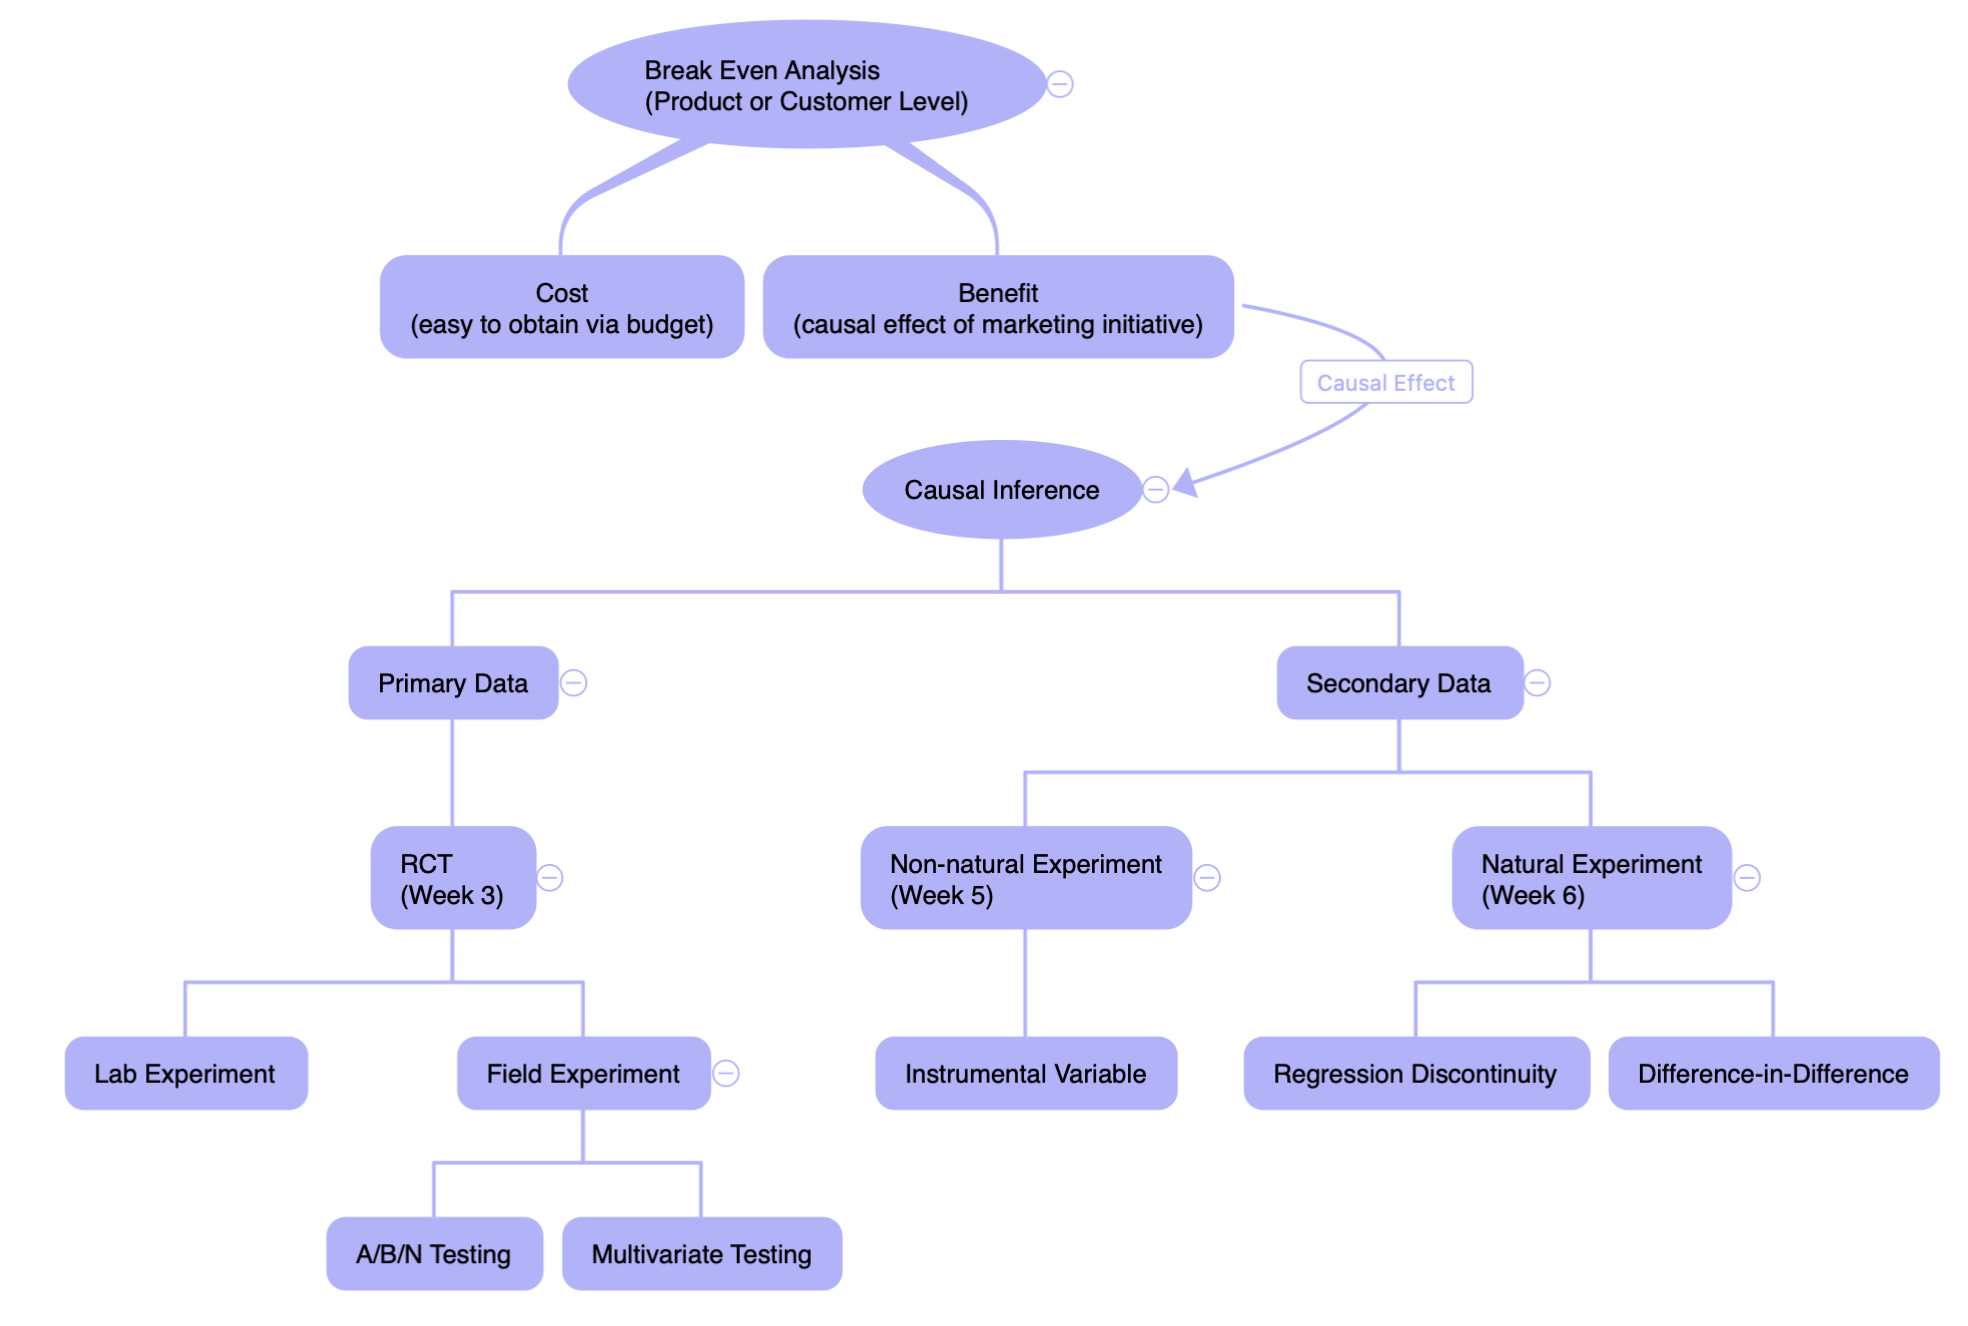 Break Even Analysis
(Product or Customer Level)
Cost
(easy to obtain via budget)
Benefit
(causal effect of marketing initiative)
Causal Effect
Causal Inference
Primary Data
Secondary Data
RCT
(Week 3)
Non-natural Experiment
(Week 5)
Natural Experiment
(Week 6)
Lab Experiment
Field Experiment
Instrumental Variable
Regression Discontinuity
Difference-in-Difference
A/B/N Testing
Multivariate Testing